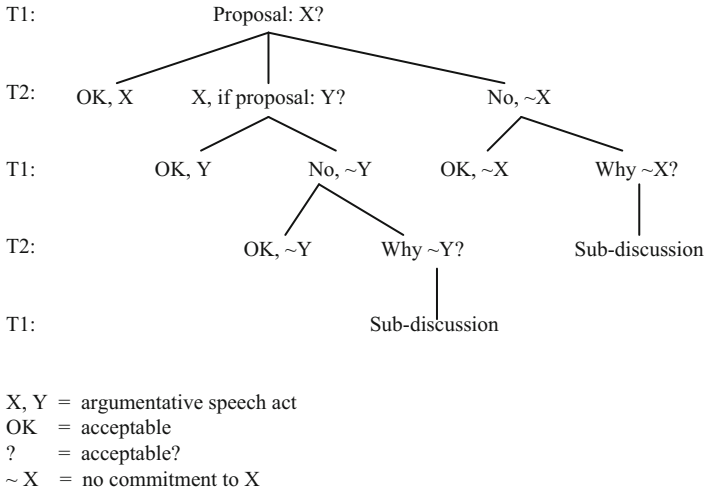 T1: Proposal: X?
T2: OK, X X, if proposal: Y? No, ~X
T1: OK, Y No, ~Y OK, ~X Why ~X?
T2: OK, ~Y Why ~Y? Sub-discussion
T1: Sub-discussion
X, Y = argumentative speech act
OK = acceptable
? = acceptable?
~ X = no commitment to X